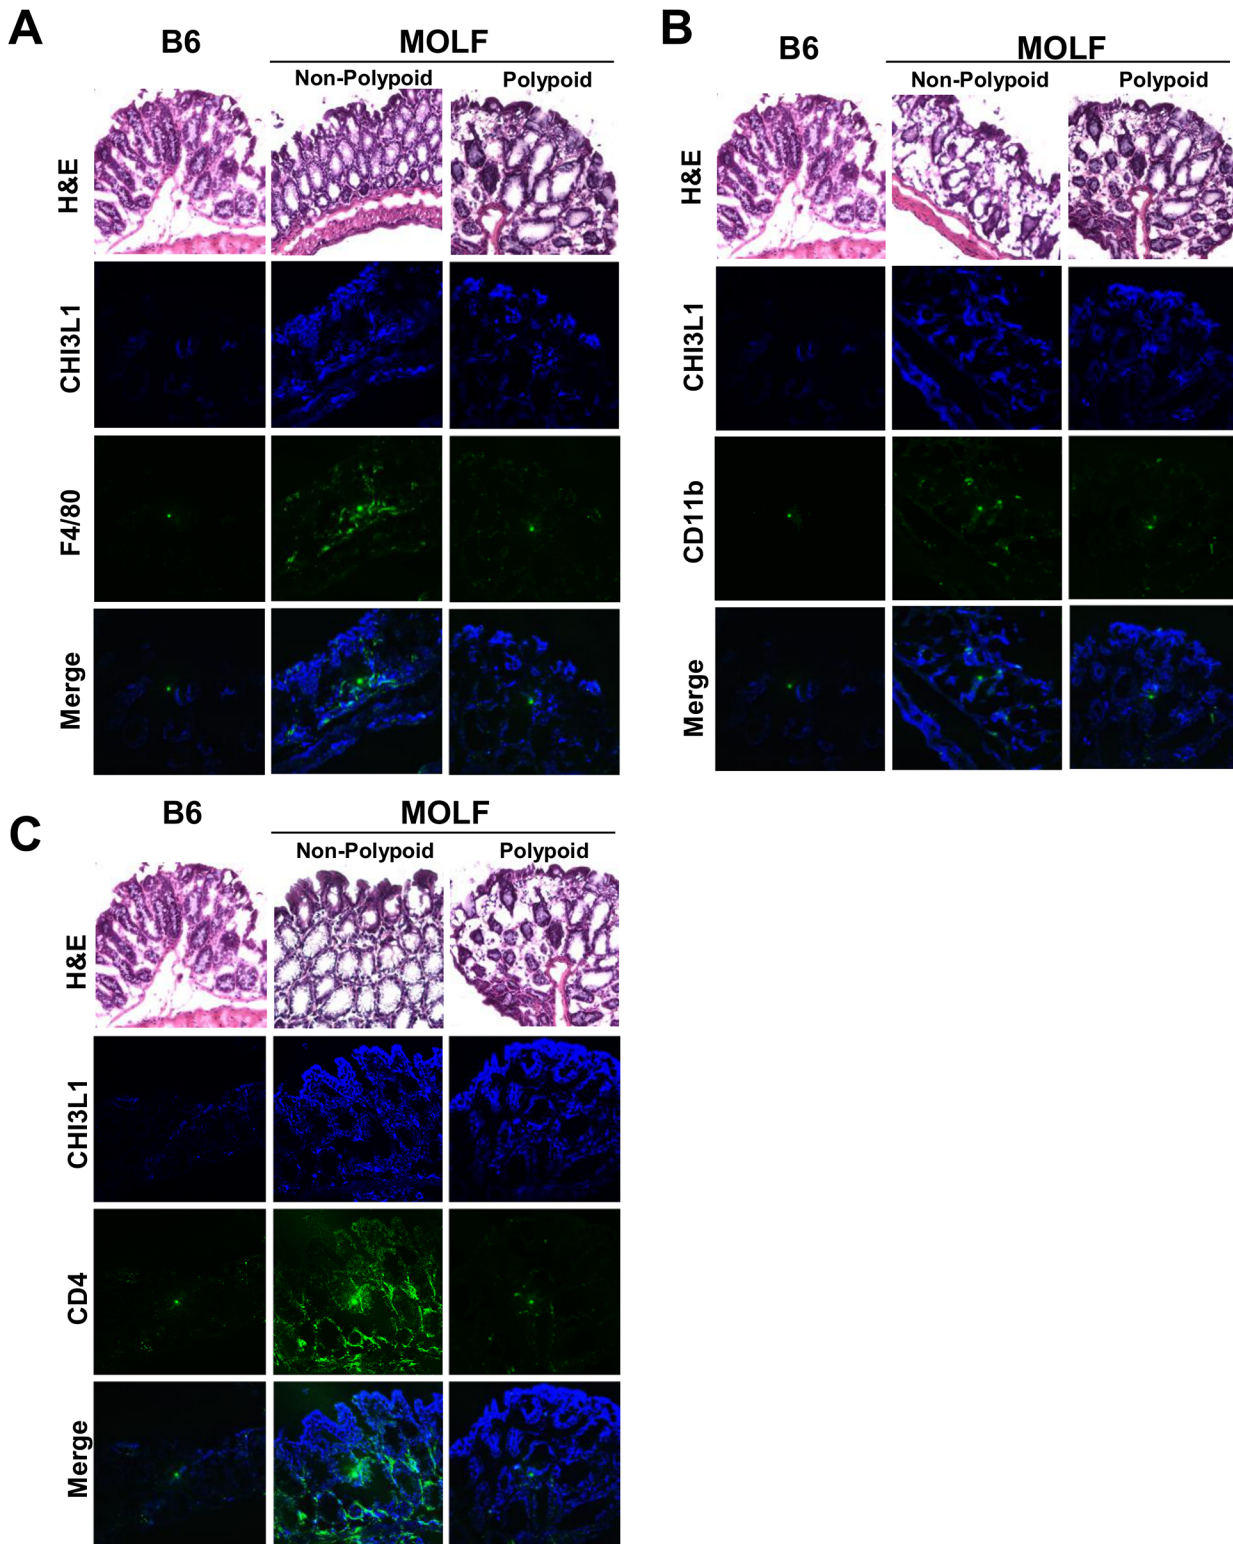 A
B6
MOLF
Non-Polypoid
Polypoid
H&E
CHI3L1
F4/80
Merge
B
B6
MOLF
Non-Polypoid
Polypoid
H&E
CHI3L1
CD11b
Merge
C
B6
MOLF
Non-Polypoid
Polypoid
H&E
CHI3L1
CD4
Merge